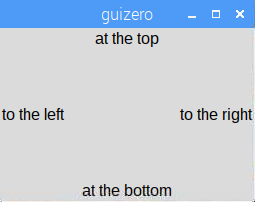 guizero
at the top
to the left
to the right
at the bottom